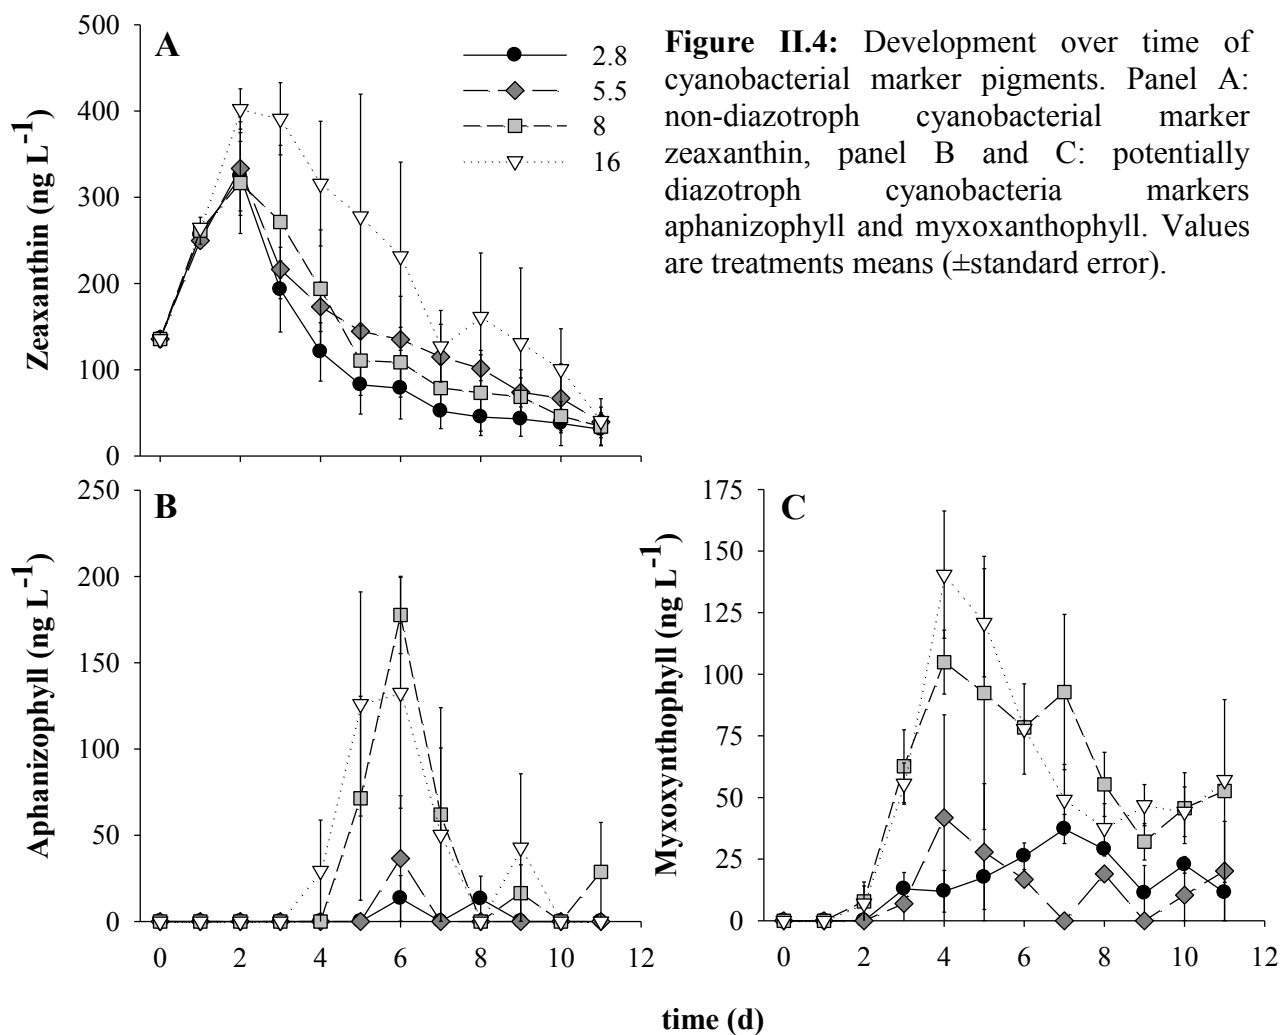 A
500
400
300
200
100
0
Zeaxanthin (ng L-1)
2.8
5.5
8
16
Figure II.4: Development over time of
cyanobacterial marker pigments. Panel A:
non-diazotroph cyanobacterial marker
zeaxanthin, panel B and C: potentially
diazotroph cyanobacteria markers
aphanizophyll and myxoxanthophyll. Values
are treatments means (±standard error).
B
250
200
150
100
50
0
Aphanizophyll (ng L-1)
0 2 4 6 8 10 12
C
175
150
125
100
75
50
25
0
Myxoxynthophyll (ng L-1)
0 2 4 6 8 10 12
time (d)